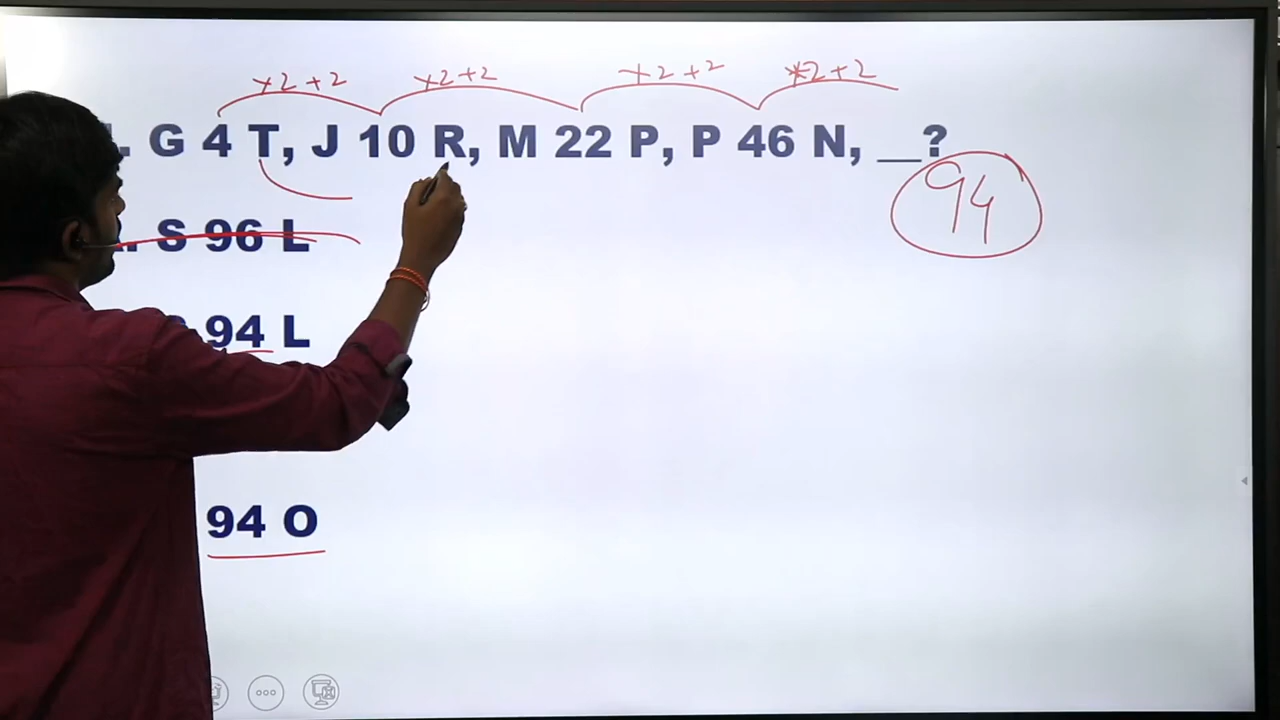 ×2+2 ×2+2 ×2+2 ×2+2
. G 4 T, J 10 R, M 22 P, P 46 N, __?
94
. S 96 L
94 L
94 O